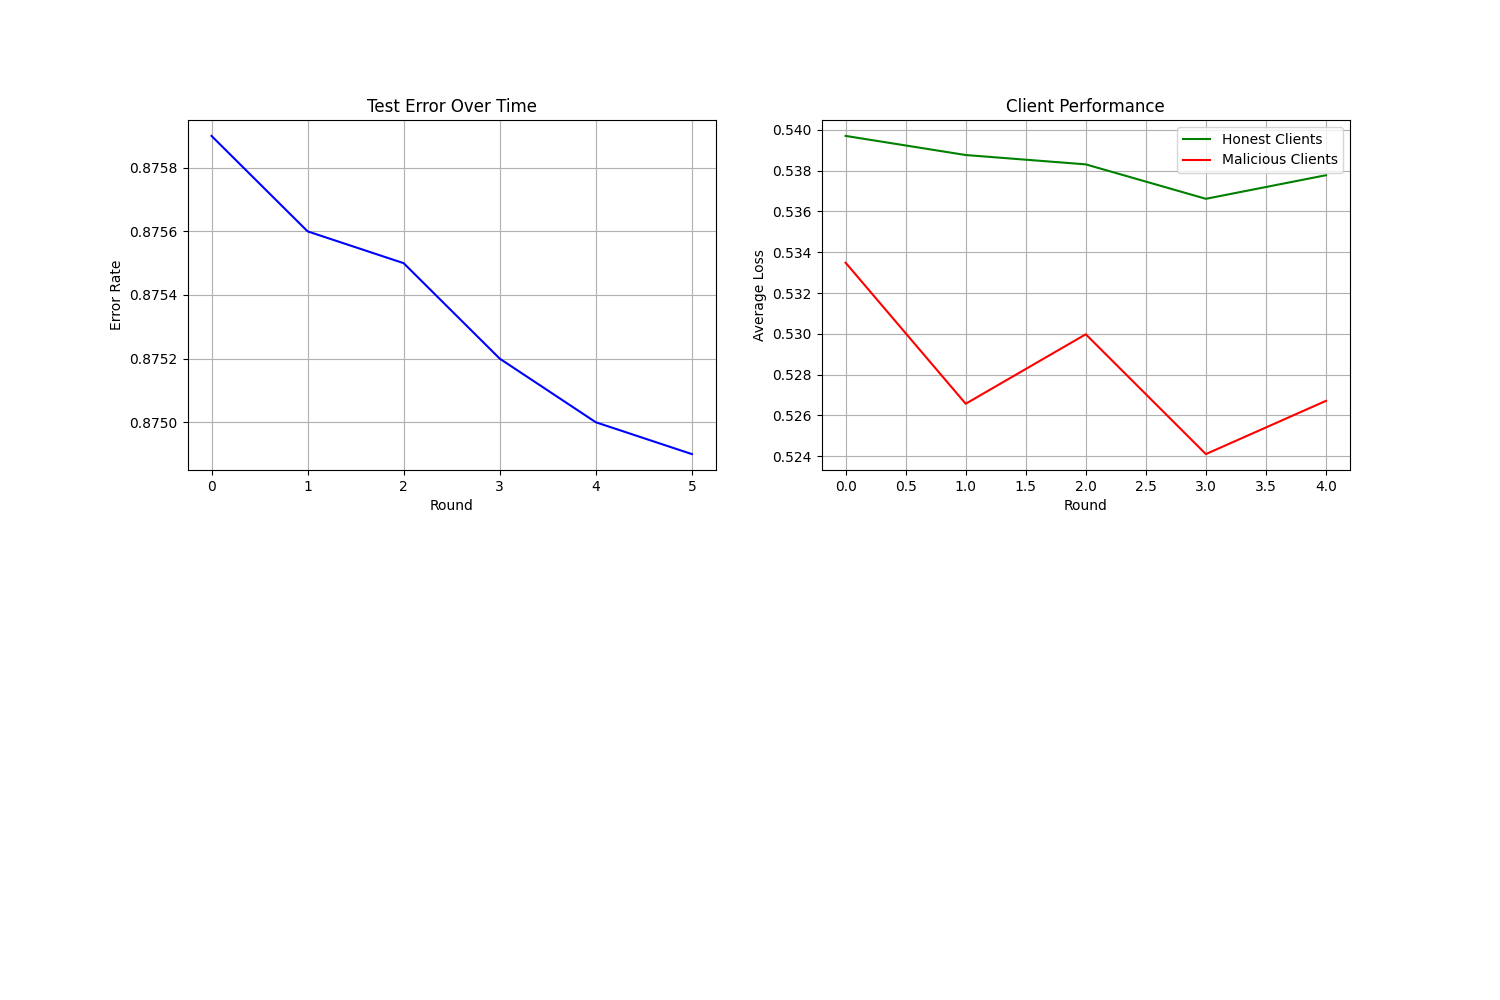 Test Error Over Time
Error Rate
0.8758
0.8756
0.8754
0.8752
0.8750
0 1 2 3 4 5
Round
Client Performance
Honest Clients
Malicious Clients
Average Loss
0.540
0.538
0.536
0.534
0.532
0.530
0.528
0.526
0.524
0.0 0.5 1.0 1.5 2.0 2.5 3.0 3.5 4.0
Round